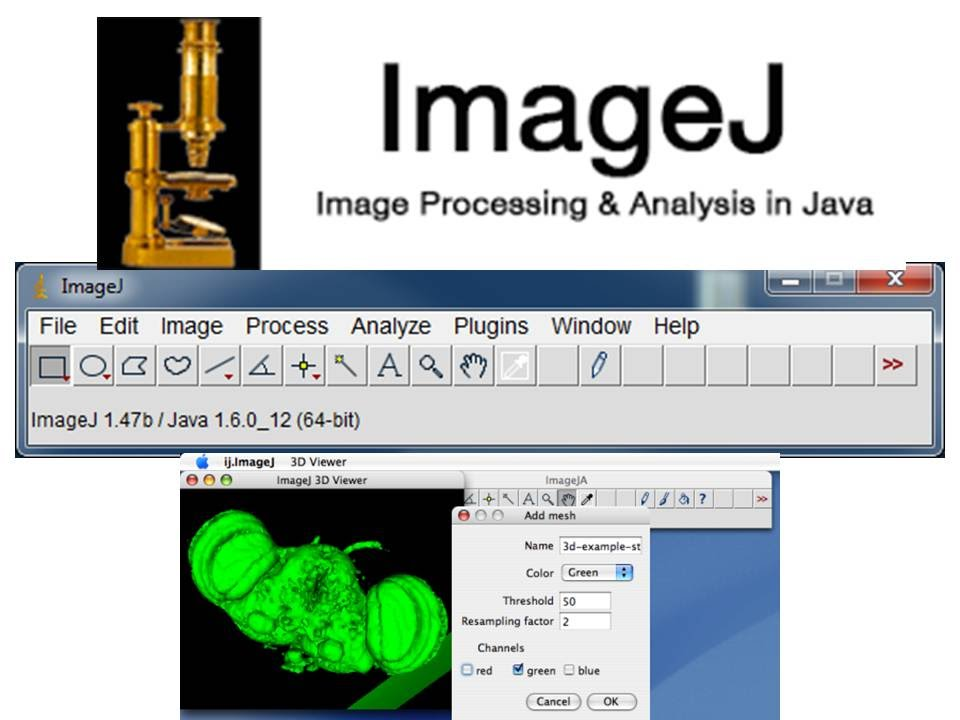 ImageJ
Image Processing & Analysis in Java
ImageJ
File Edit Image Process Analyze Plugins Window Help
A >>
ImageJ 1.47b / Java 1.6.0_12 (64-bit)
ij.ImageJ 3D Viewer
ImageJ 3D Viewer
ImageJA
A ? >>
Add mesh
Name 3d-example-st
Color Green
Threshold 50
Resampling factor 2
Channels
red green blue
Cancel OK